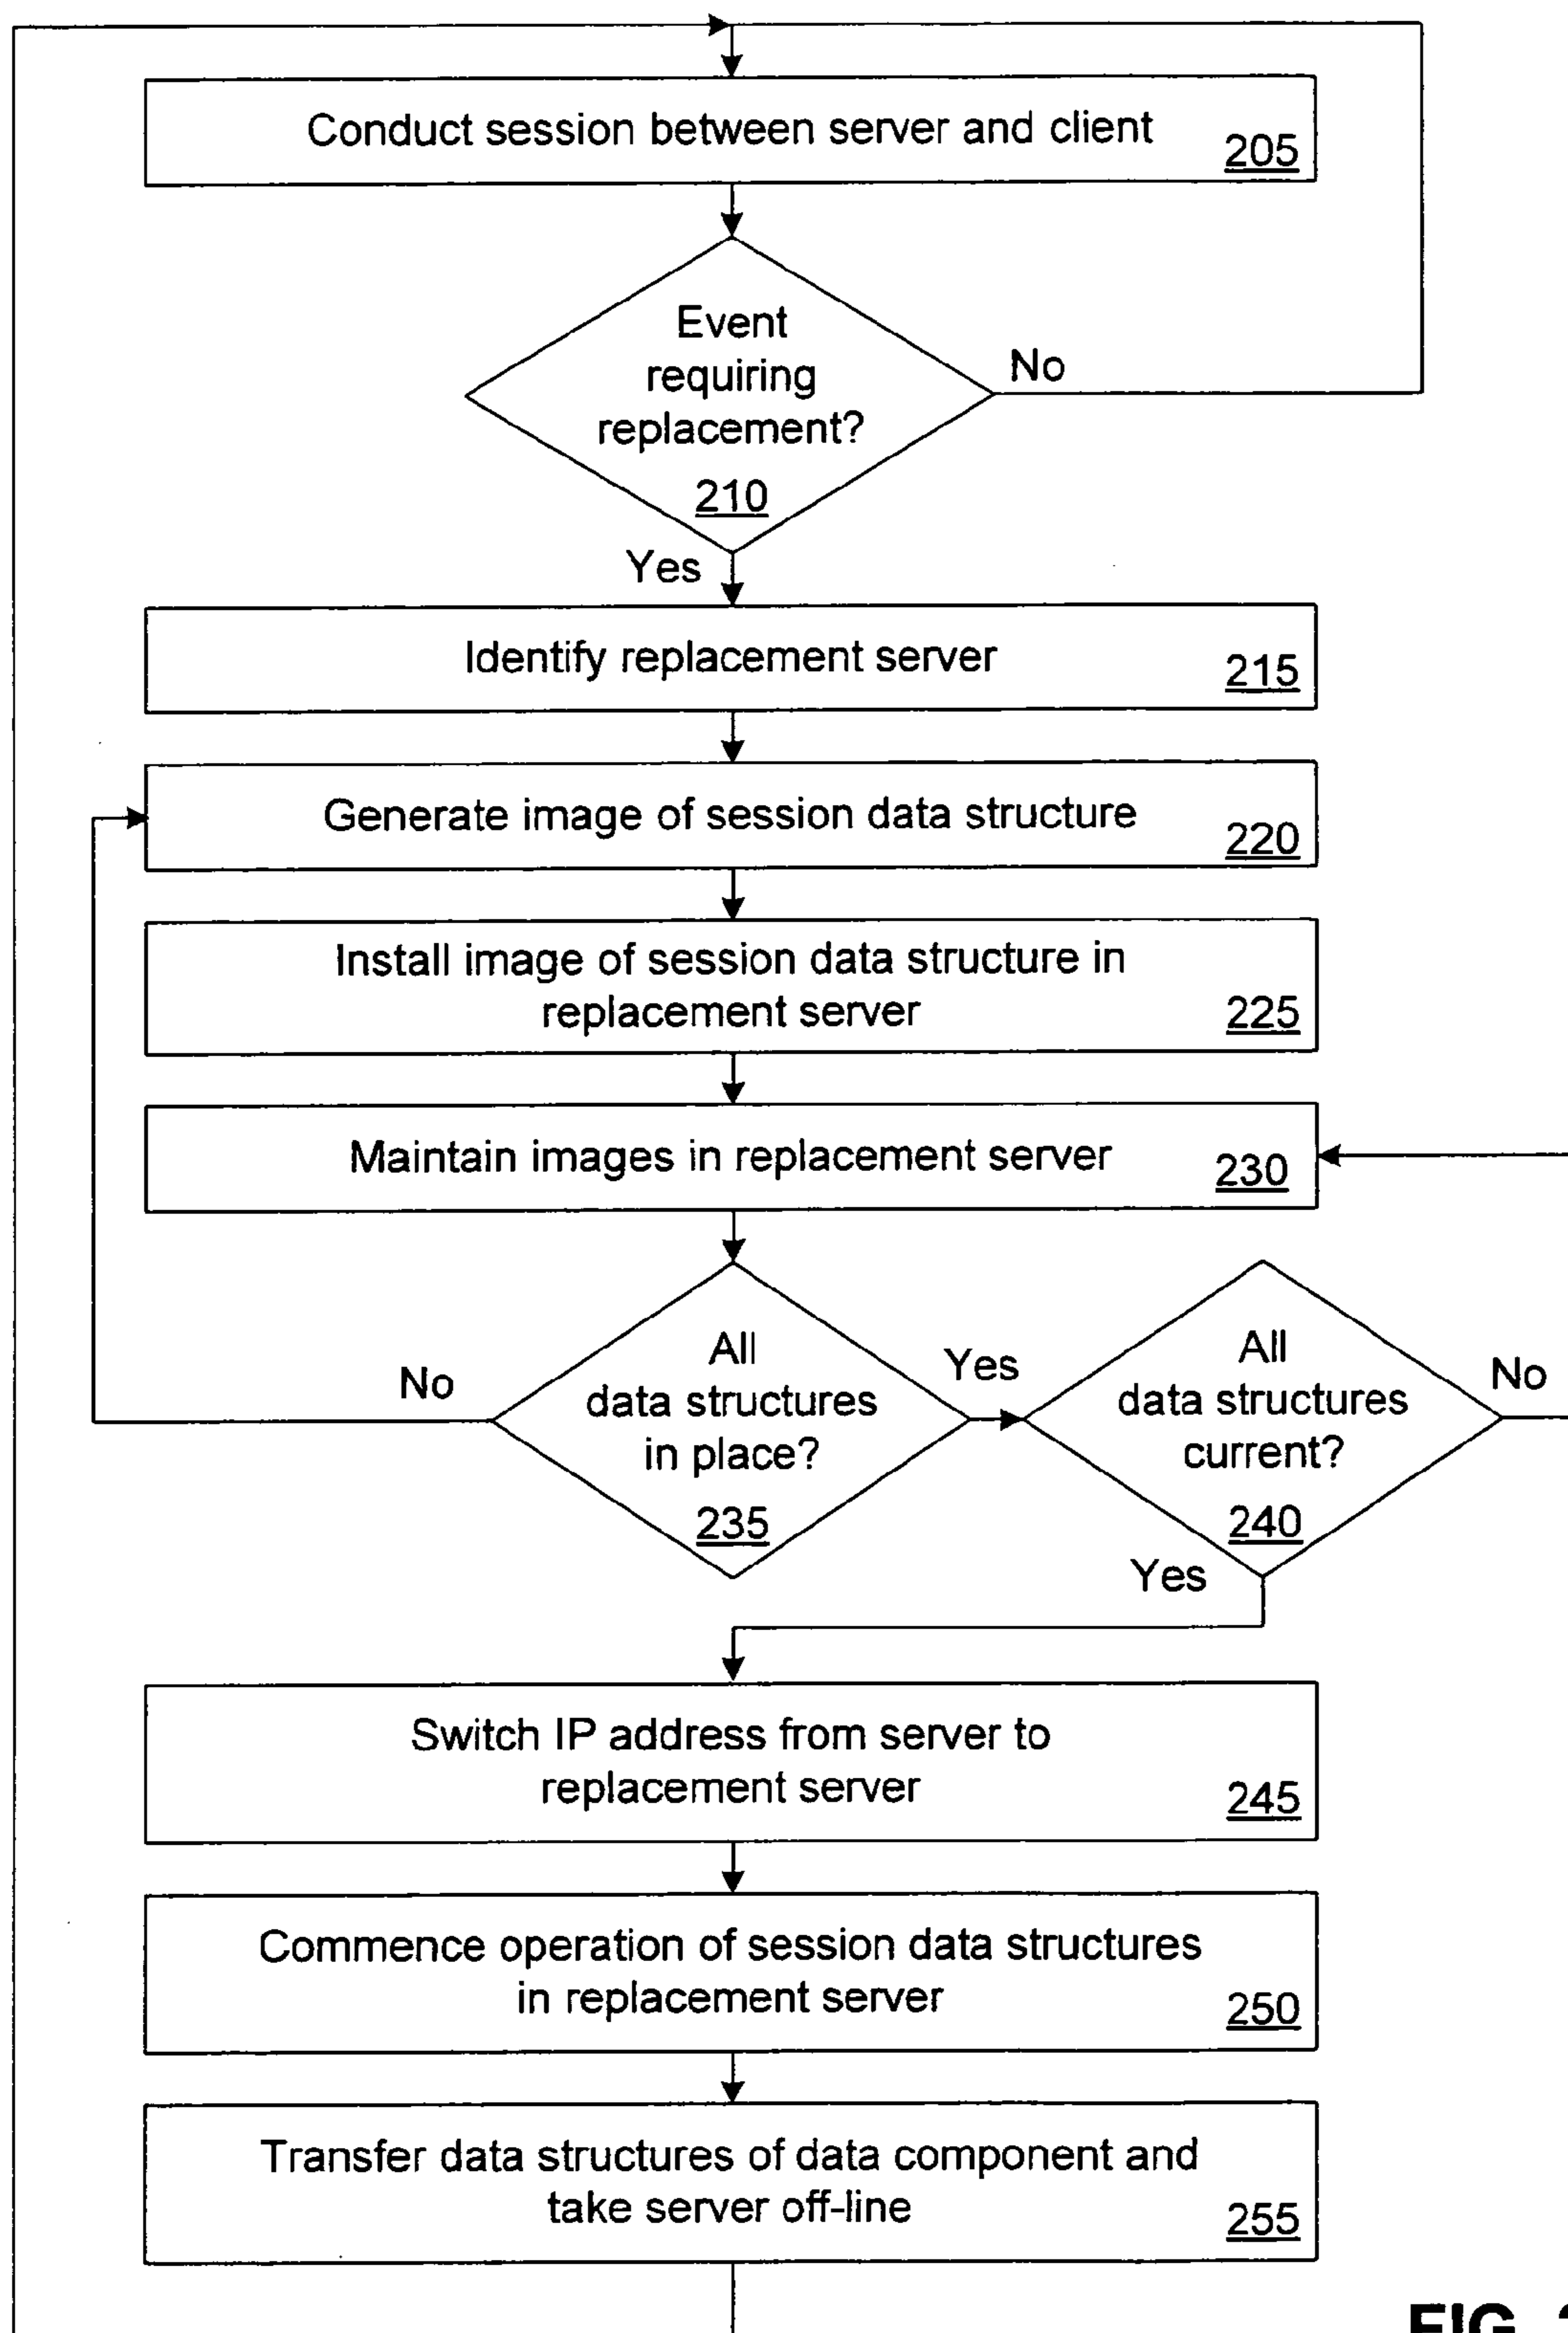 Conduct session between server and client
205
Event
requiring
replacement?
210
No
Yes
Identify replacement server
215
Generate image of session data structure
220
Install image of session data structure in
replacement server
225
Maintain images in replacement server
230
All
data structures
in place?
235
No
Yes
All
data structures
current?
240
No
Yes
Switch IP address from server to
replacement server
245
Commence operation of session data structures
in replacement server
250
Transfer data structures of data component and
take server off-line
255
FIG.